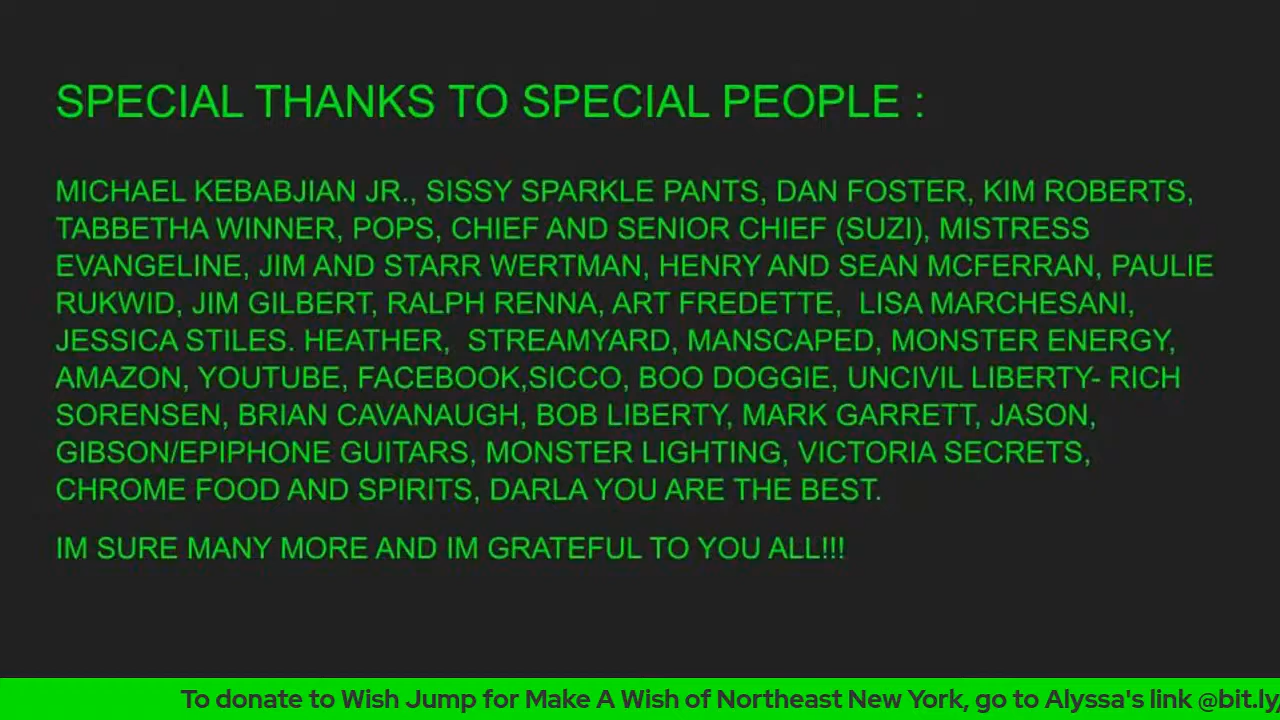 SPECIAL THANKS TO SPECIAL PEOPLE :
MICHAEL KEBABJIAN JR., SISSY SPARKLE PANTS, DAN FOSTER, KIM ROBERTS,
TABBETHA WINNER, POPS, CHIEF AND SENIOR CHIEF (SUZI), MISTRESS
EVANGELINE, JIM AND STARR WERTMAN, HENRY AND SEAN MCFERRAN, PAULIE
RUKWID, JIM GILBERT, RALPH RENNA, ART FREDETTE,  LISA MARCHESANI,
JESSICA STILES. HEATHER,  STREAMYARD, MANSCAPED, MONSTER ENERGY,
AMAZON, YOUTUBE, FACEBOOK,SICCO, BOO DOGGIE, UNCIVIL LIBERTY- RICH
SORENSEN, BRIAN CAVANAUGH, BOB LIBERTY, MARK GARRETT, JASON,
GIBSON/EPIPHONE GUITARS, MONSTER LIGHTING, VICTORIA SECRETS,
CHROME FOOD AND SPIRITS, DARLA YOU ARE THE BEST.
IM SURE MANY MORE AND IM GRATEFUL TO YOU ALL!!!
To donate to Wish Jump for Make A Wish of Northeast New York, go to Alyssa's link @bit.ly/